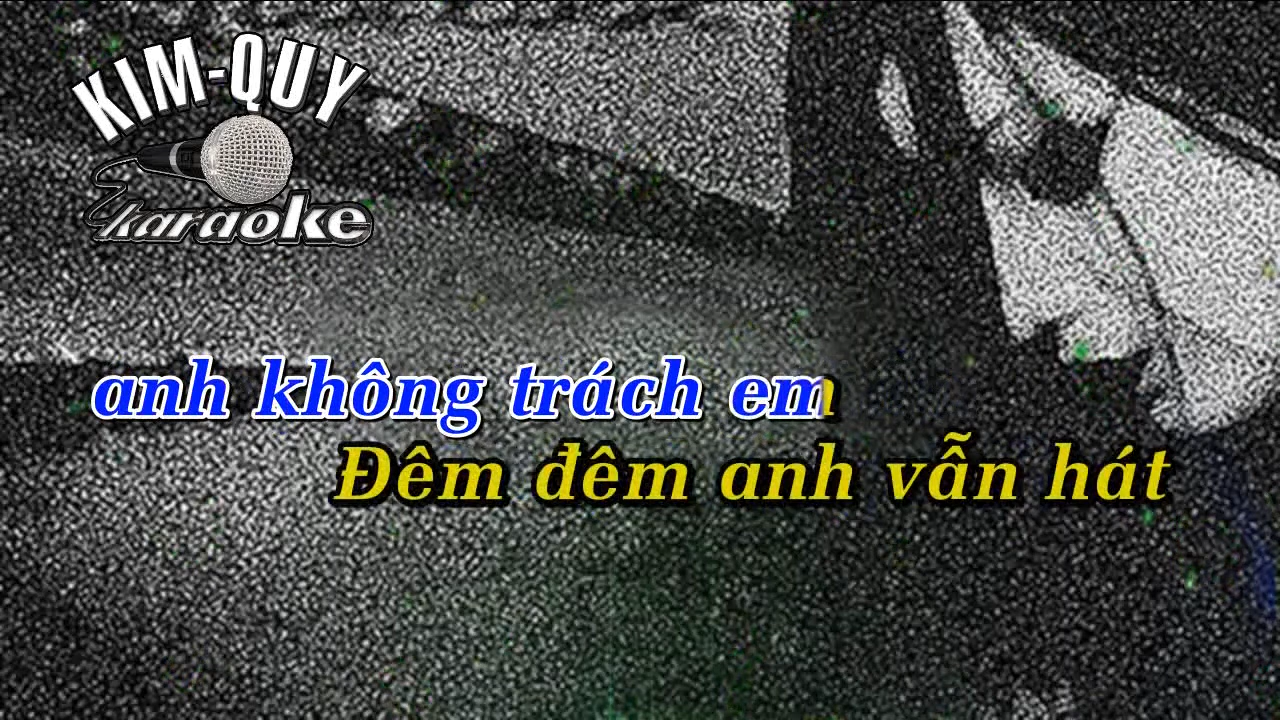 KIM-QUY
karaoke
anh không trách em
Đêm đêm anh vẫn hát